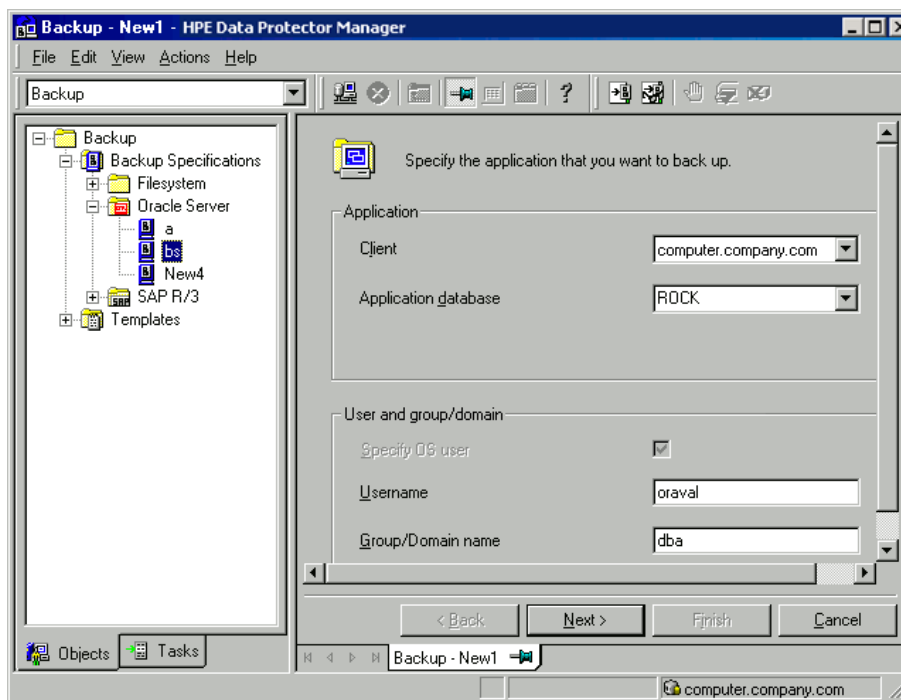 Backup - New1 - HPE Data Protector Manager
File Edit View Actions Help
Backup
?
Backup
Backup Specifications
Filesystem
Oracle Server
a
bs
New4
SAP R/3
Templates
Objects
Tasks
Specify the application that you want to back up.
Application
Client
computer.company.com
Application database
ROCK
User and group/domain
Specify OS user
Username
oraval
Group/Domain name
dba
< Back
Next >
Finish
Cancel
Backup - New1
computer.company.com